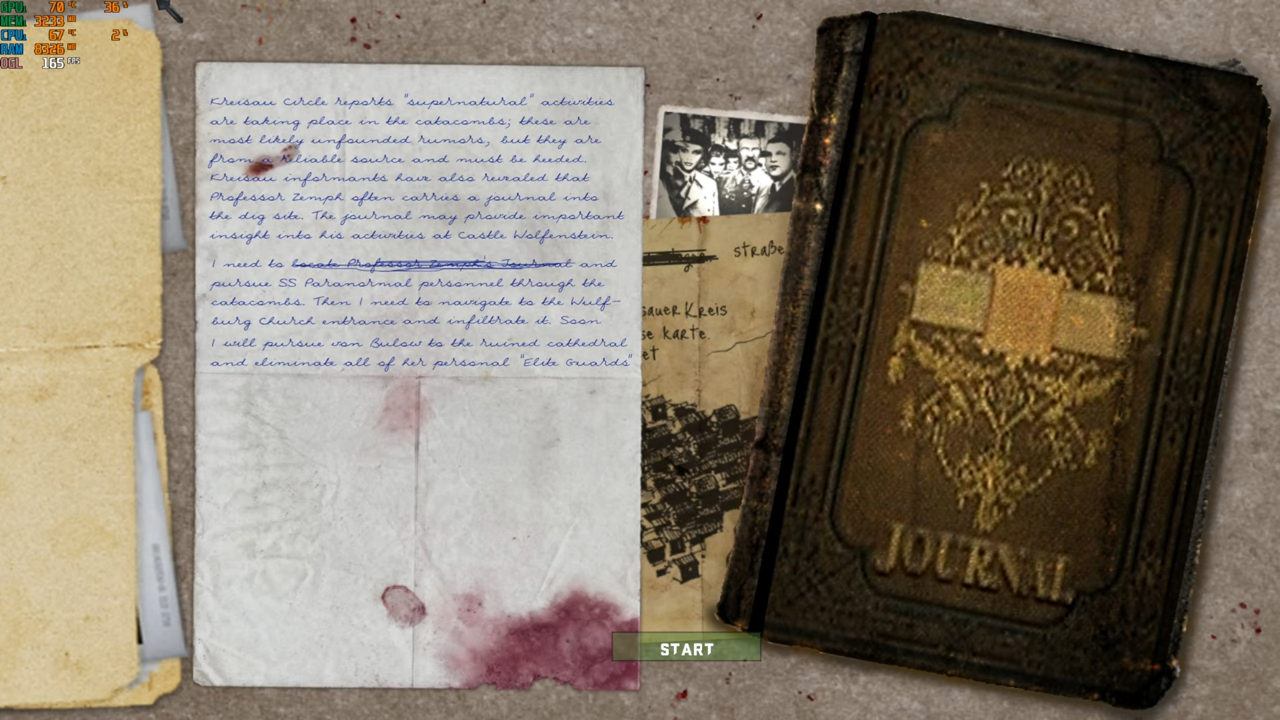 GPU₁ 70 °C 36 %
MEM₁ 3233 MB
CPU₁ 67 °C 2 %
RAM 8326 MB
OGL 165 FPS
Kreisau Circle reports "supernatural" activities
are taking place in the catacombs; these are
most likely unfounded rumors, but they are
from a reliable source and must be heeded.
Kreisau informants have also revealed that
Professor Zemph often carries a journal into
the dig site. The journal may provide important
insight into his activities at Castle Wolfenstein.
I need to locate Professor Zemph's Journal and
pursue SS Paranormal personnel through the
catacombs. Then I need to navigate to the Wulf-
burg Church entrance and infiltrate it. Soon
I will pursue von Bulow to the ruined cathedral
and eliminate all of her personal "Elite Guards"
straße
sauer Kreis
se karte.
et
START
JOURNAL